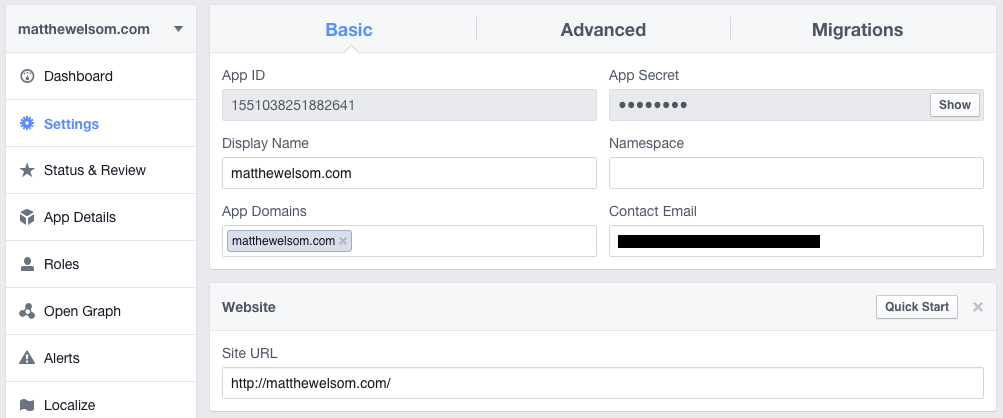 matthewelsom.com
Dashboard
Settings
Status & Review
App Details
Roles
Open Graph
Alerts
Localize
Basic Advanced Migrations
App ID App Secret
1551038251882641 ●●●●●●●● Show
Display Name Namespace
matthewelsom.com
App Domains Contact Email
matthewelsom.com ×
Website Quick Start ×
Site URL
http://matthewelsom.com/